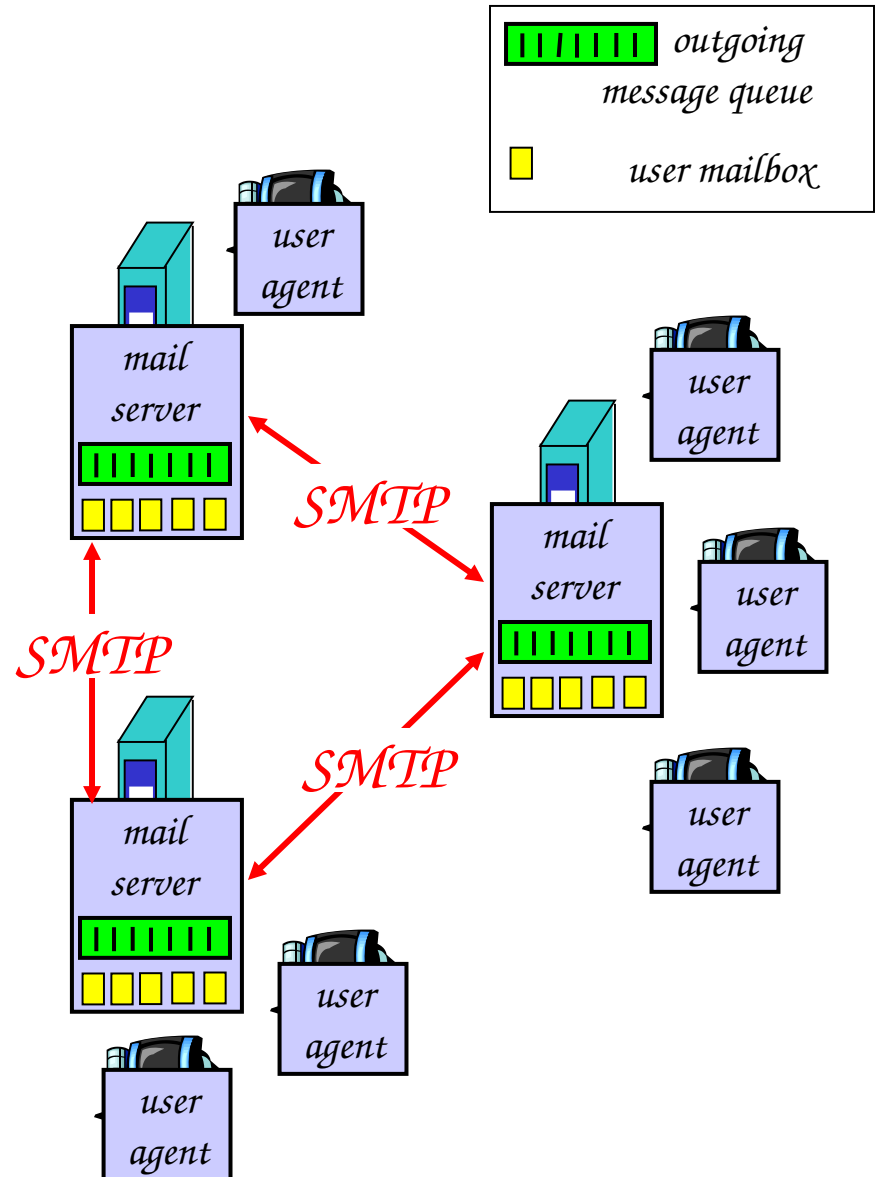 outgoing
message queue
user mailbox
user
agent
mail
server
user
agent
SMTP
mail
server
user
agent
SMTP
SMTP
user
agent
mail
server
user
agent
user
agent